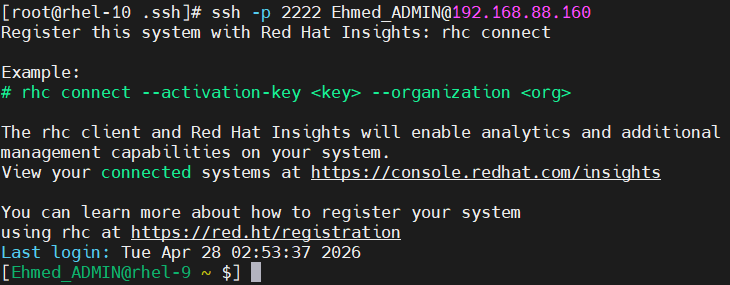 [root@rhel-10 .ssh]# ssh -p 2222 Ehmed_ADMIN@192.168.88.160
Register this system with Red Hat Insights: rhc connect
Example:
# rhc connect --activation-key <key> --organization <org>
The rhc client and Red Hat Insights will enable analytics and additional
management capabilities on your system.
View your connected systems at https://console.redhat.com/insights
You can learn more about how to register your system
using rhc at https://red.ht/registration
Last login: Tue Apr 28 02:53:37 2026
[Ehmed_ADMIN@rhel-9 ~ $]